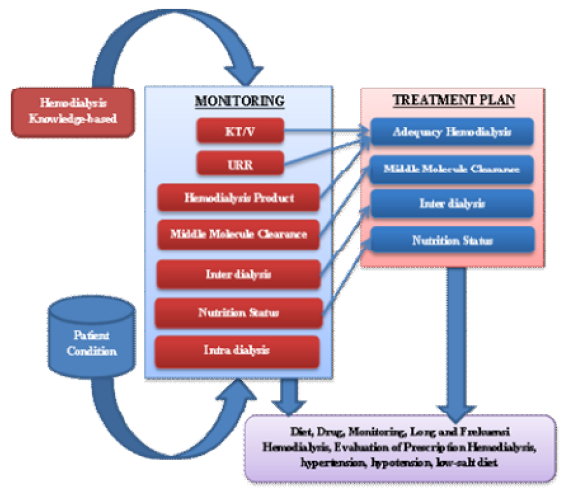 Hemodialysis
Knowledge-based
MONITORING
KT/V
URR
Hemodialysis Product
Middle Molecule Clearance
Inter dialysis
Nutrition Status
Intra dialysis
TREATMENT PLAN
Adequacy Hemodialysis
Middle Molecule Clearance
Inter dialysis
Nutrition Status
Patient
Condition
Diet, Drug, Monitoring, Long and Frekuensi
Hemodialysis, Evaluation of Prescription Hemodialysis,
hypertension, hypotension, low-salt diet